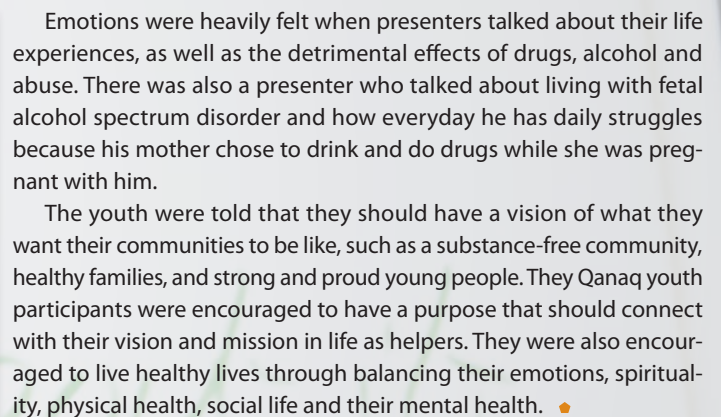 Emotions were heavily felt when presenters talked about their life
experiences, as well as the detrimental effects of drugs, alcohol and
abuse. There was also a presenter who talked about living with fetal
alcohol spectrum disorder and how everyday he has daily struggles
because his mother chose to drink and do drugs while she was preg-
nant with him.
The youth were told that they should have a vision of what they
want their communities to be like, such as a substance-free community,
healthy families, and strong and proud young people. They Qanaq youth
participants were encouraged to have a purpose that should connect
with their vision and mission in life as helpers. They were also encour-
aged to live healthy lives through balancing their emotions, spiritual-
ity, physical health, social life and their mental health.